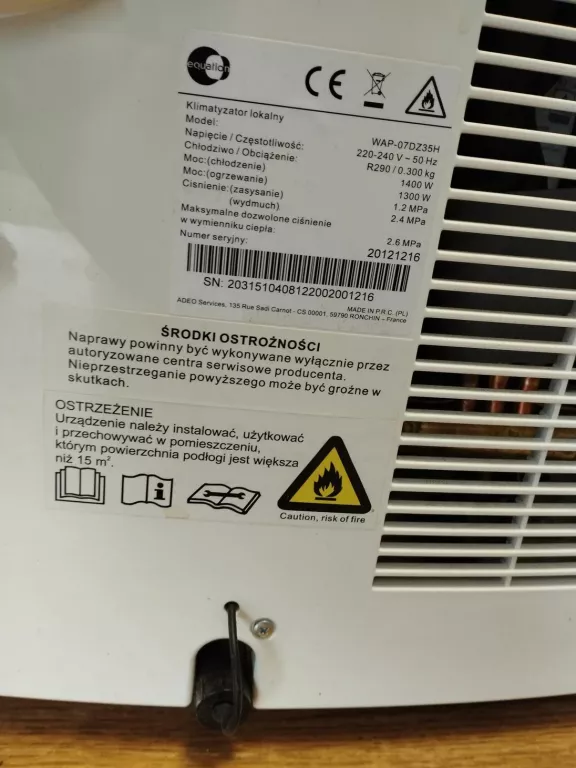 equation
CE
Klimatyzator lokalny
Model: WAP-07DZ35H
Napięcie / Częstotliwość: 220-240 V ~ 50 Hz
Chłodziwo / Obciążenie: R290 / 0.300 kg
Moc:(chłodzenie) 1400 W
Moc:(ogrzewanie) 1300 W
Ciśnienie:(zasysanie) 1.2 MPa
(wydmuch) 2.4 MPa
Maksymalne dozwolone ciśnienie
w wymienniku ciepła: 2.6 MPa
Numer seryjny: 20121216
SN: 2031510408122002001216
MADE IN P.R.C. (PL)
ADEO Services, 135 Rue Sadi Carnot - CS 00001, 59790 RONCHIN – France
ŚRODKI OSTROŻNOŚCI
Naprawy powinny być wykonywane wyłącznie przez
autoryzowane centra serwisowe producenta.
Nieprzestrzeganie powyższego może być groźne w
skutkach.
OSTRZEŻENIE
Urządzenie należy instalować, użytkować
i przechowywać w pomieszczeniu,
którym powierzchnia podłogi jest większa
niż 15 m².
Caution, risk of fire